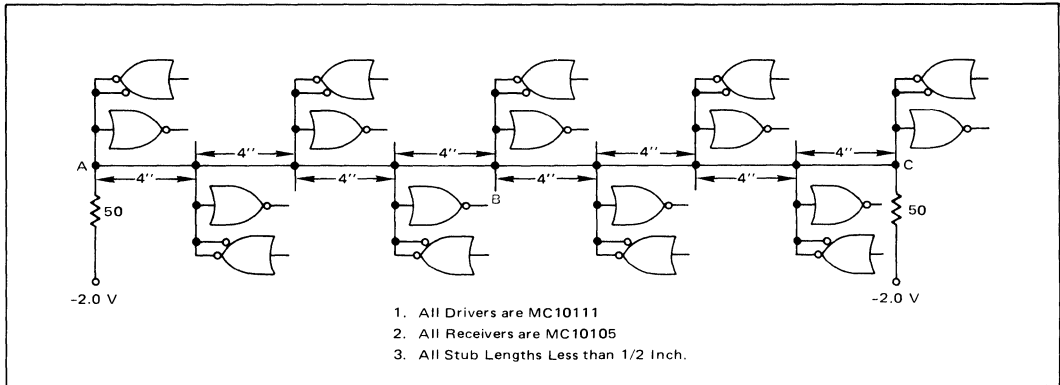 4" 4" 4" 4"
A C
4" 4" B 4" 4"
50 50
-2.0 V -2.0 V
1. All Drivers are MC10111
2. All Receivers are MC10105
3. All Stub Lengths Less than 1/2 Inch.